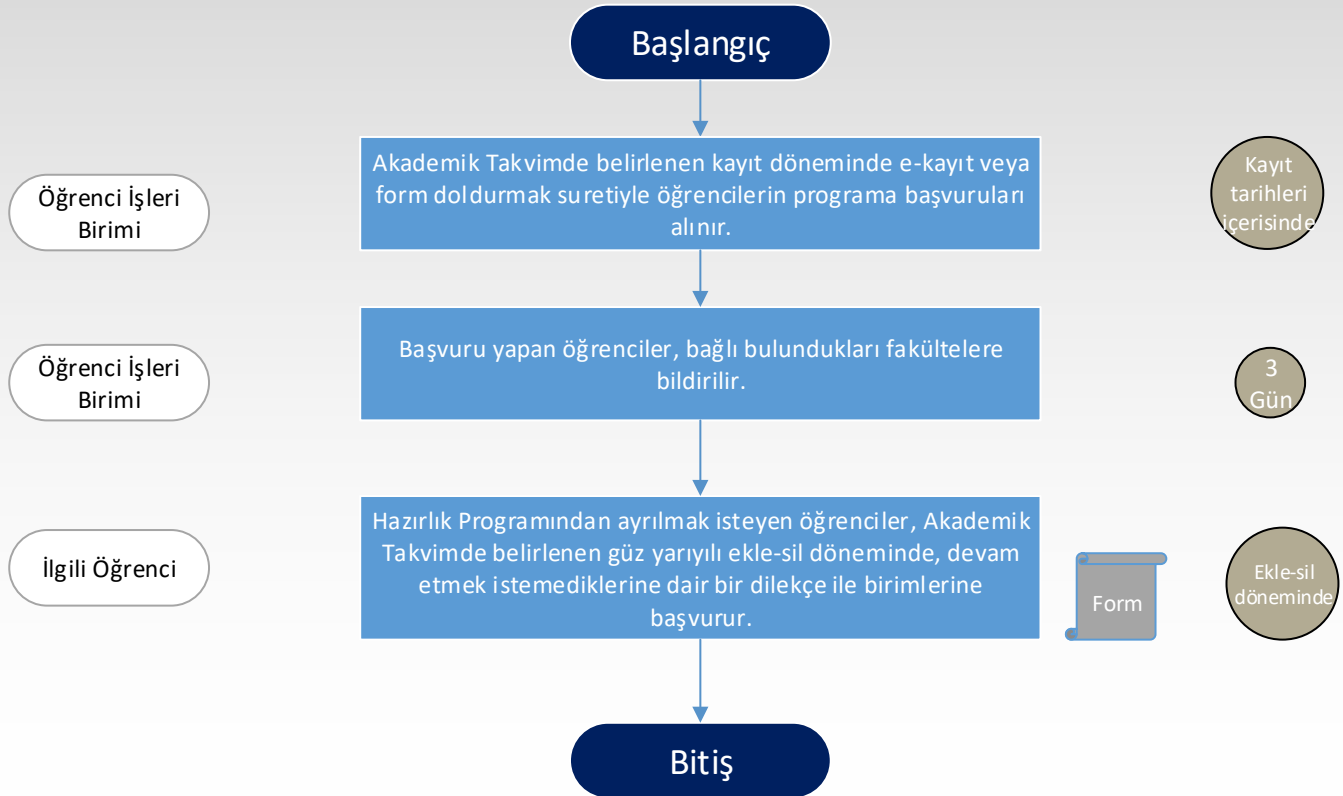 Başlangıç
Öğrenci İşleri
Birimi
Akademik Takvimde belirlenen kayıt döneminde e-kayıt veya
form doldurmak suretiyle öğrencilerin programa başvuruları
alınır.
Kayıt
tarihleri
içerisinde
Öğrenci İşleri
Birimi
Başvuru yapan öğrenciler, bağlı bulundukları fakültelere
bildirilir.
3
Gün
İlgili Öğrenci
Hazırlık Programından ayrılmak isteyen öğrenciler, Akademik
Takvimde belirlenen güz yarıyılı ekle-sil döneminde, devam
etmek istemediklerine dair bir dilekçe ile birimlerine
başvurur.
Form
Ekle-sil
döneminde
Bitiş